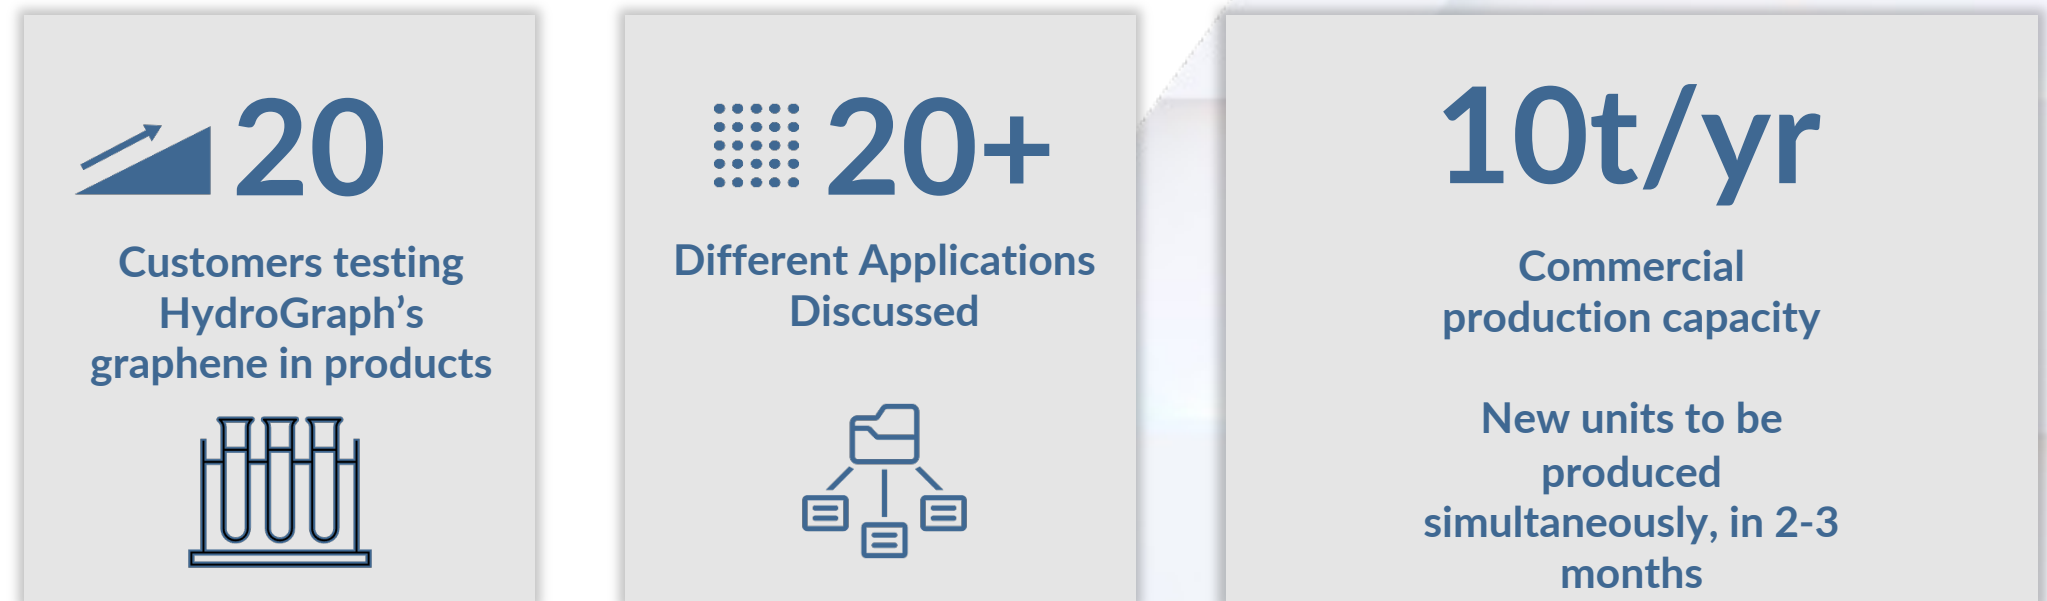 20
Customers testing
HydroGraph’s
graphene in products
20+
Different Applications
Discussed
10t/yr
Commercial
production capacity
New units to be
produced
simultaneously, in 2-3
months